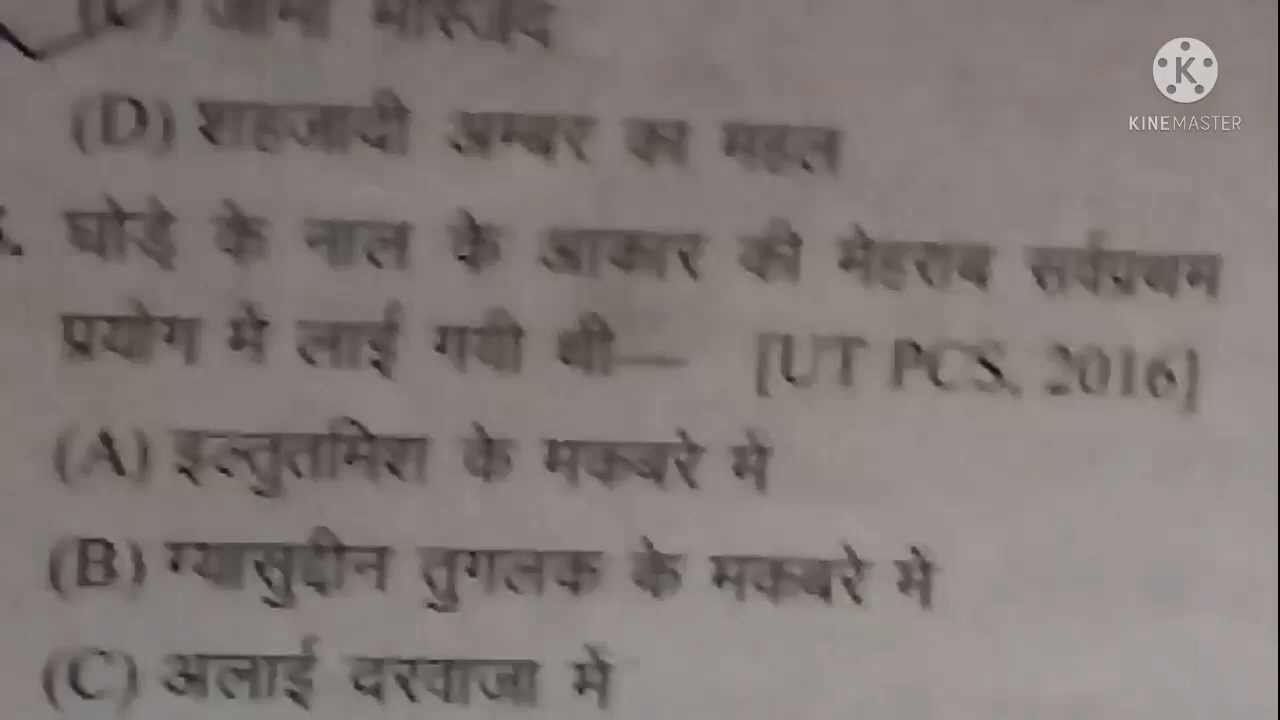 (C) जामा मस्जिद
(D) शाहजादी अम्बर का महल
KINEMASTER
घोड़े के नाल के आकार की मेहराब सर्वप्रथम
प्रयोग में लाई गयी थी— [UT PCS, 2016]
(A) इल्तुतमिश के मकबरे में
(B) ग्यासुद्दीन तुगलक के मकबरे में
(C) अलाई दरवाजा में